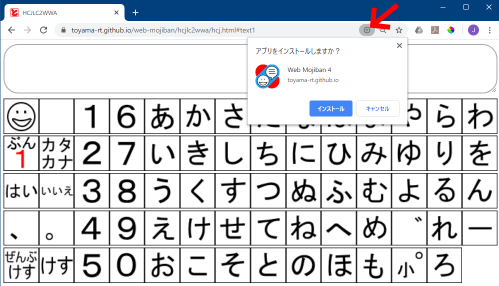 HCJLC2WWA
toyama-rt.github.io/web-mojiban/hcjlc2wwa/hcj.html#text1
アプリをインストールしますか？
Web Mojiban 4
toyama-rt.github.io
インストール キャンセル
1 6 あ か さ や ら わ
ぶん 1 カタカナ 2 7 い き し ち に ひ み ゆ り を
はい いいえ 3 8 う く す つ ぬ ふ む よ る ん
、 。 4 9 え け せ て ね へ め ゛ れ ー
ぜんぶ けす けす 5 0 お こ そ と の ほ も 小 ゜ ろ